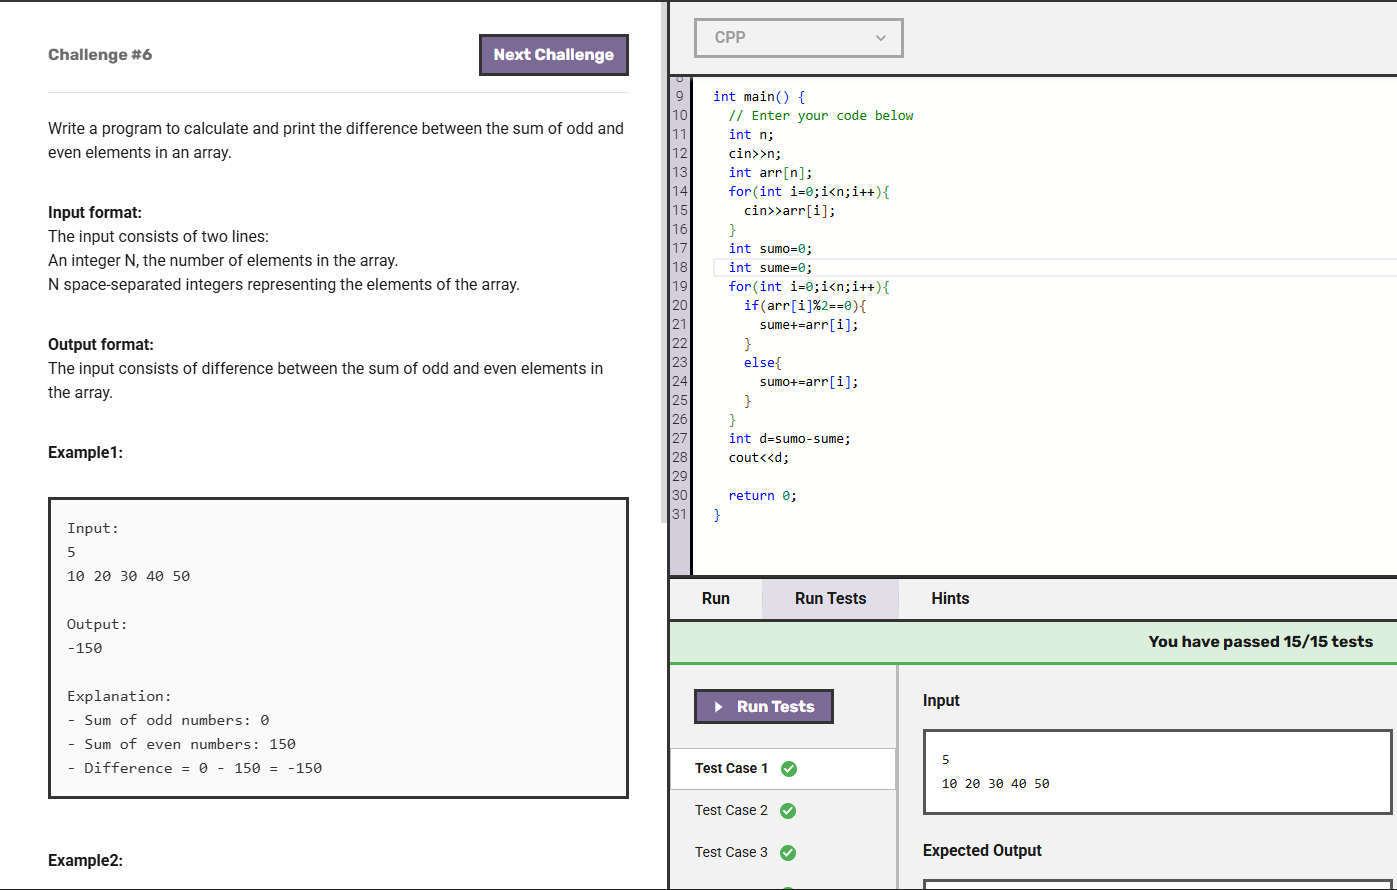 Challenge #6
Next Challenge
Write a program to calculate and print the difference between the sum of odd and
even elements in an array.
Input format:
The input consists of two lines:
An integer N, the number of elements in the array.
N space-separated integers representing the elements of the array.
Output format:
The input consists of difference between the sum of odd and even elements in
the array.
Example1:
Input:
5
10 20 30 40 50
Output:
-150
Explanation:
- Sum of odd numbers: 0
- Sum of even numbers: 150
- Difference = 0 - 150 = -150
Example2:
CPP
9 int main() {
10   // Enter your code below
11   int n;
12   cin>>n;
13   int arr[n];
14   for(int i=0;i<n;i++){
15     cin>>arr[i];
16   }
17   int sumo=0;
18   int sume=0;
19   for(int i=0;i<n;i++){
20     if(arr[i]%2==0){
21       sume+=arr[i];
22     }
23     else{
24       sumo+=arr[i];
25     }
26   }
27   int d=sumo-sume;
28   cout<<d;
29
30   return 0;
31 }
Run Run Tests Hints
You have passed 15/15 tests
Run Tests
Test Case 1
Test Case 2
Test Case 3
Input
5
10 20 30 40 50
Expected Output